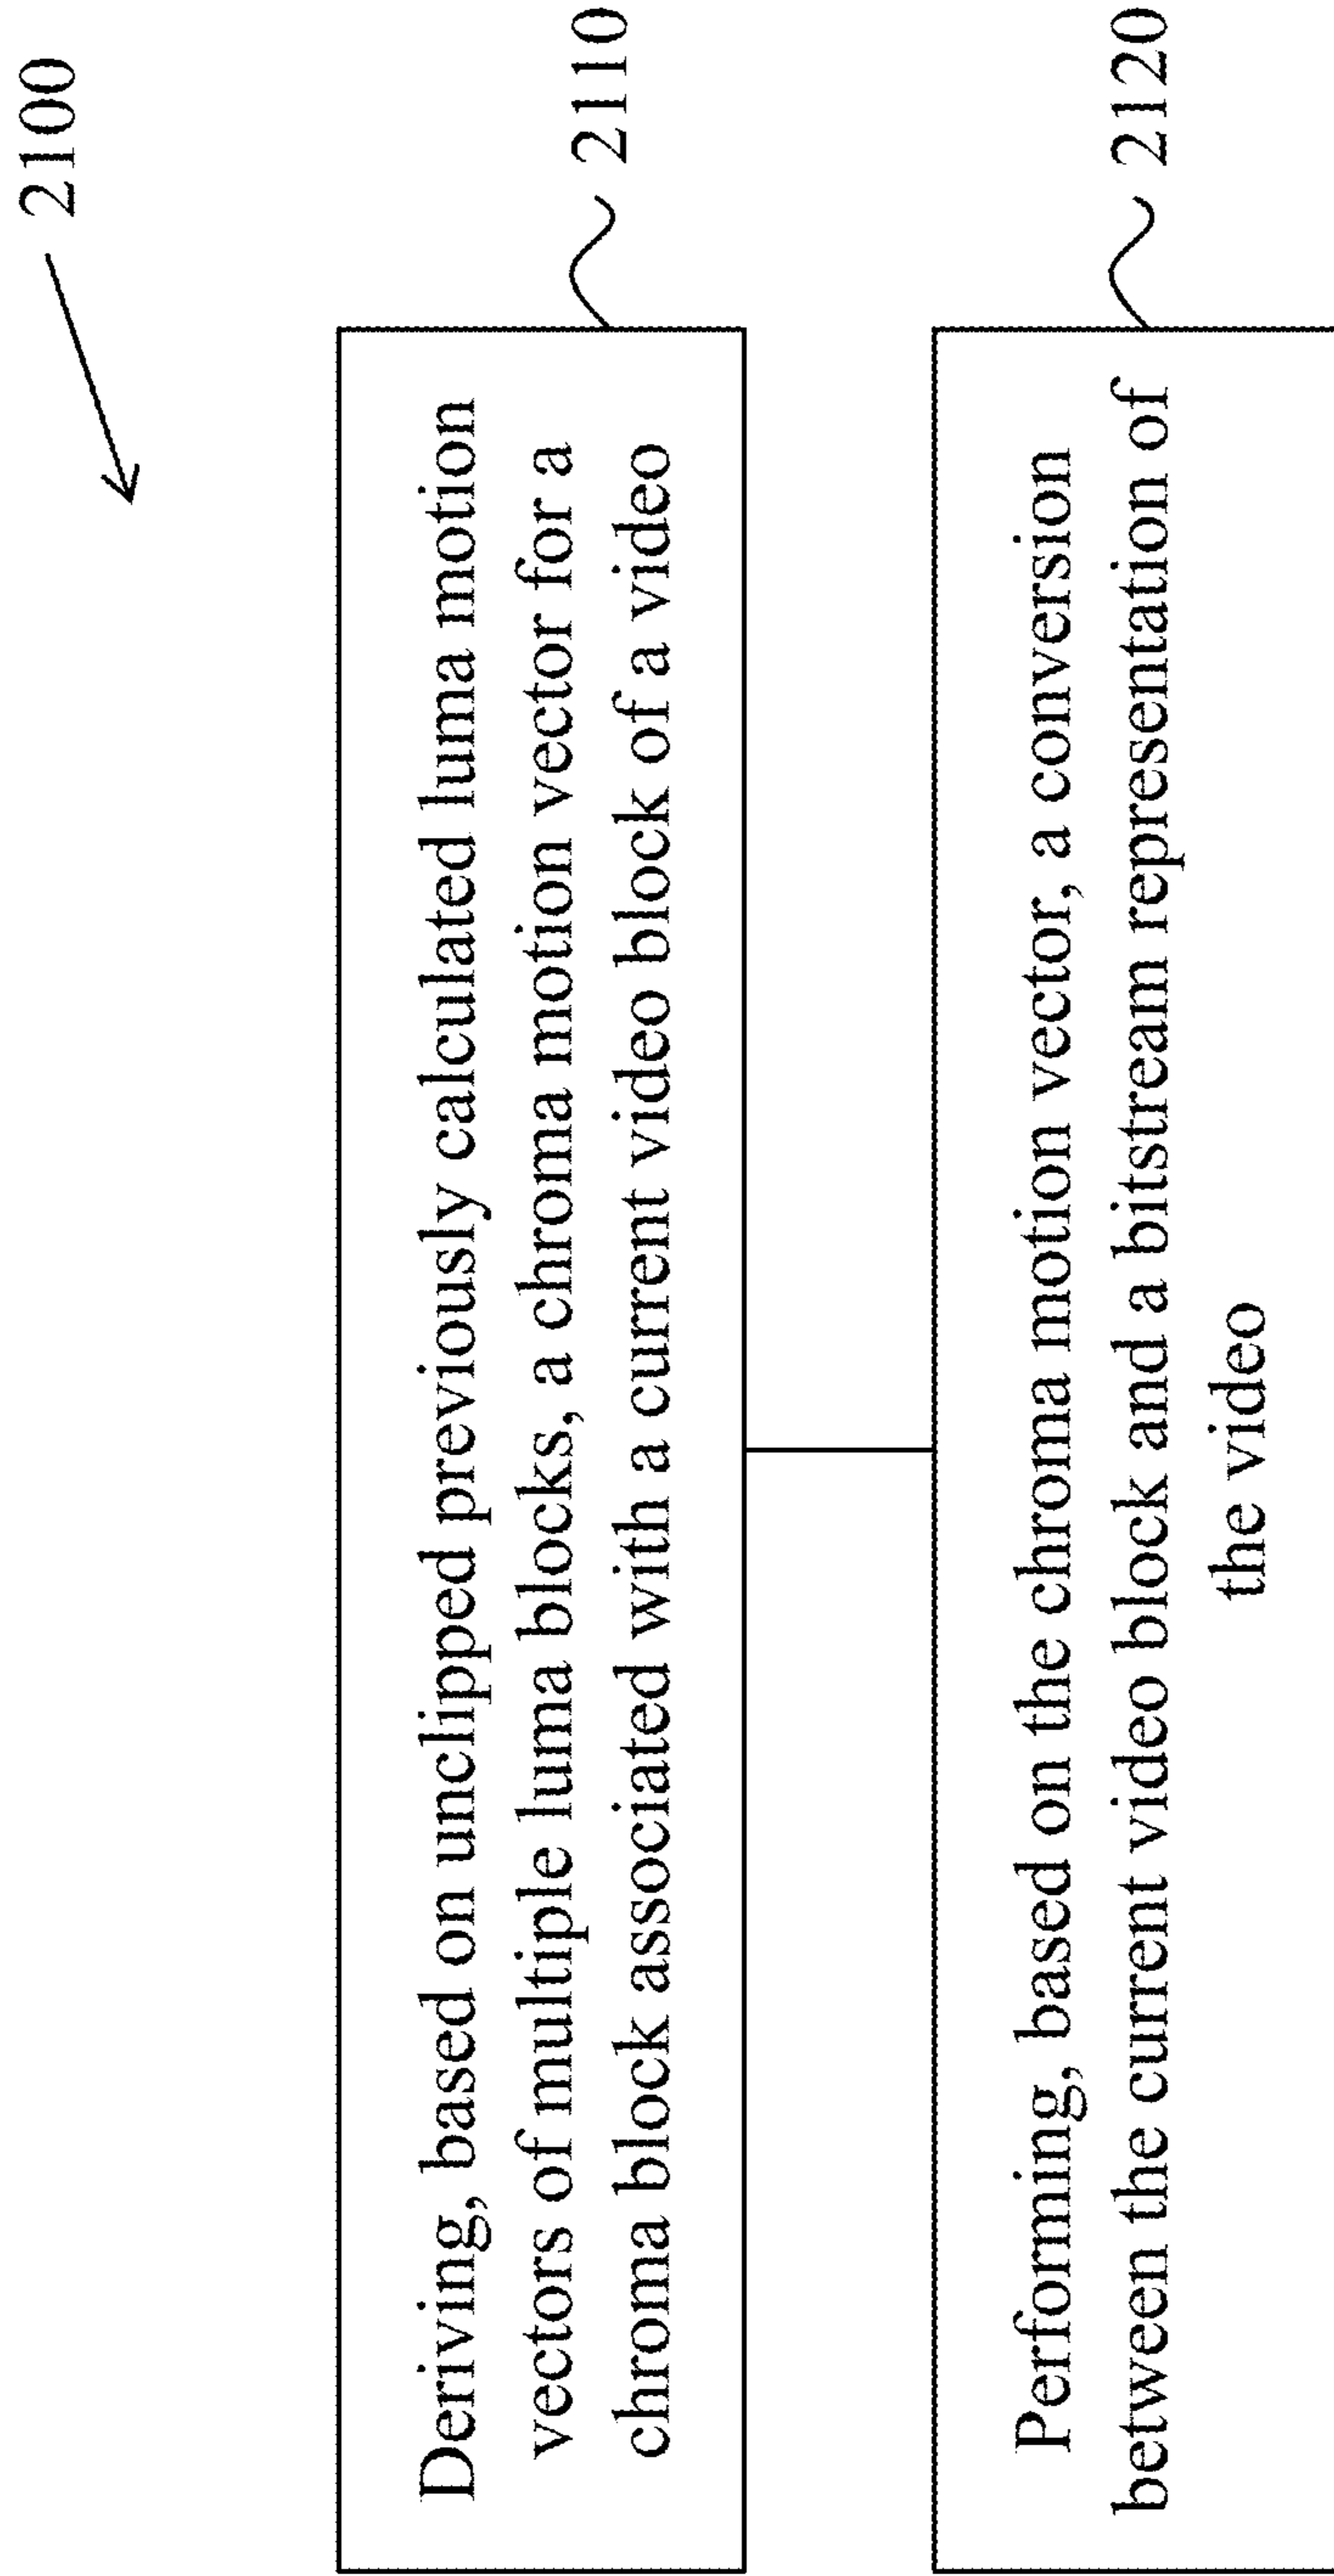 2100
Deriving, based on unclipped previously calculated luma motion
vectors of multiple luma blocks, a chroma motion vector for a
chroma block associated with a current video block of a video
2110
Performing, based on the chroma motion vector, a conversion
between the current video block and a bitstream representation of
the video
2120